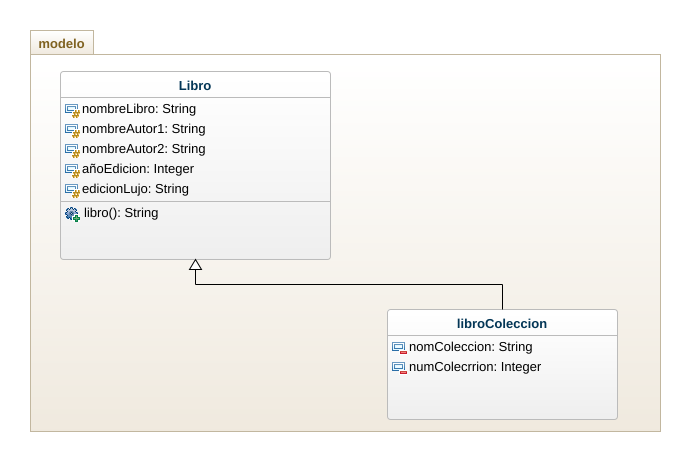 modelo
Libro
nombreLibro: String
nombreAutor1: String
nombreAutor2: String
añoEdicion: Integer
edicionLujo: String
libro(): String
libroColeccion
nomColeccion: String
numColecrrion: Integer